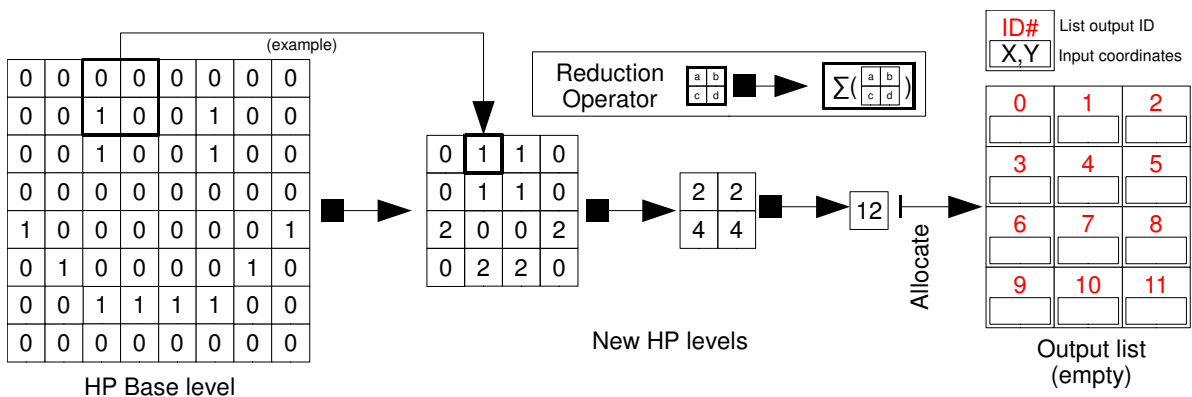 (example)
Reduction
Operator
a b
c d
∑( a b
c d )
ID#
X,Y
List output ID
Input coordinates
0 0 0 0 0 0 0 0
0 0 1 0 0 1 0 0
0 0 1 0 0 1 0 0
0 0 0 0 0 0 0 0
1 0 0 0 0 0 0 1
0 1 0 0 0 0 1 0
0 0 1 1 1 1 0 0
0 0 0 0 0 0 0 0
HP Base level
0 1 1 0
0 1 1 0
2 0 0 2
0 2 2 0
2 2
4 4
12
New HP levels
Allocate
0 1 2
3 4 5
6 7 8
9 10 11
Output list
(empty)